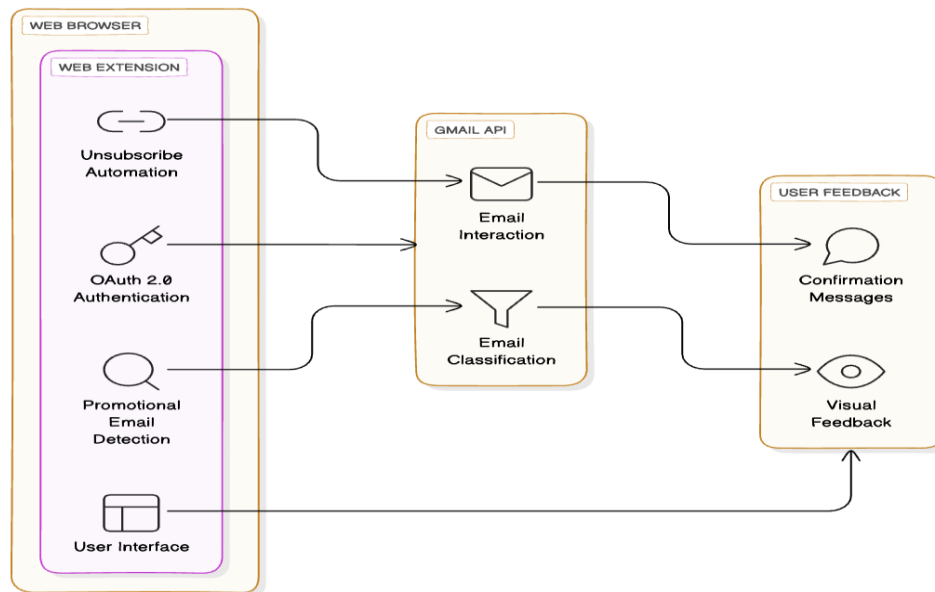 WEB BROWSER
WEB EXTENSION
Unsubscribe
Automation
OAuth 2.0
Authentication
Promotional
Email
Detection
User Interface
GMAIL API
Email
Interaction
Email
Classification
USER FEEDBACK
Confirmation
Messages
Visual
Feedback